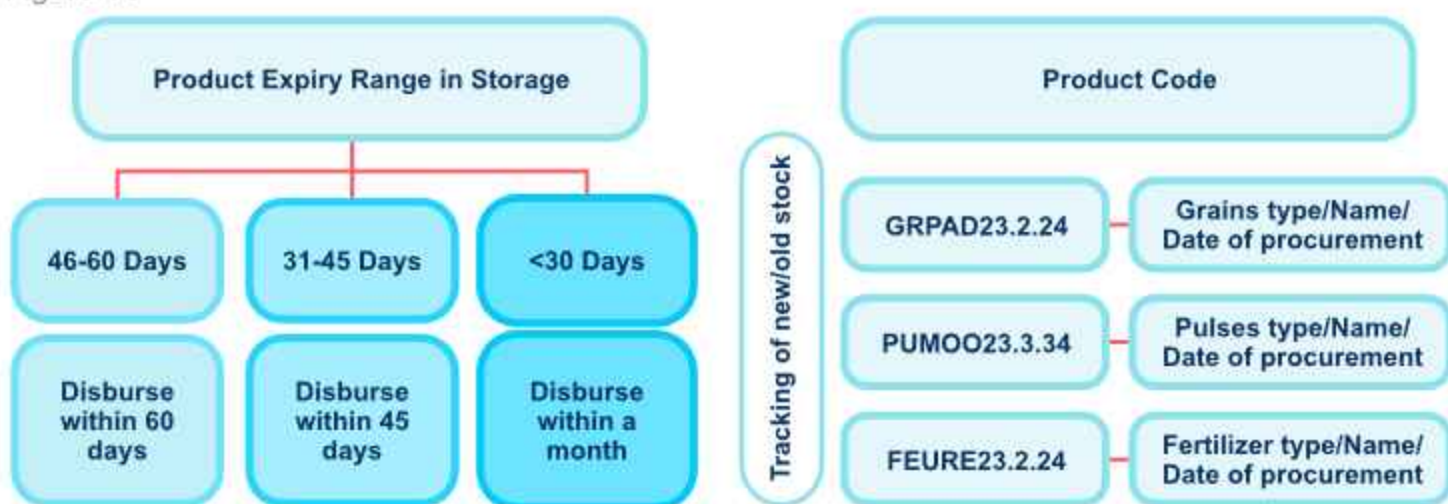 Product Expiry Range in Storage
46-60 Days
31-45 Days
<30 Days
Disburse
within 60
days
Disburse
within 45
days
Disburse
within a
month
Tracking of new/old stock
Product Code
GRPAD23.2.24
Grains type/Name/
Date of procurement
PUMOO23.3.34
Pulses type/Name/
Date of procurement
FEURE23.2.24
Fertilizer type/Name/
Date of procurement